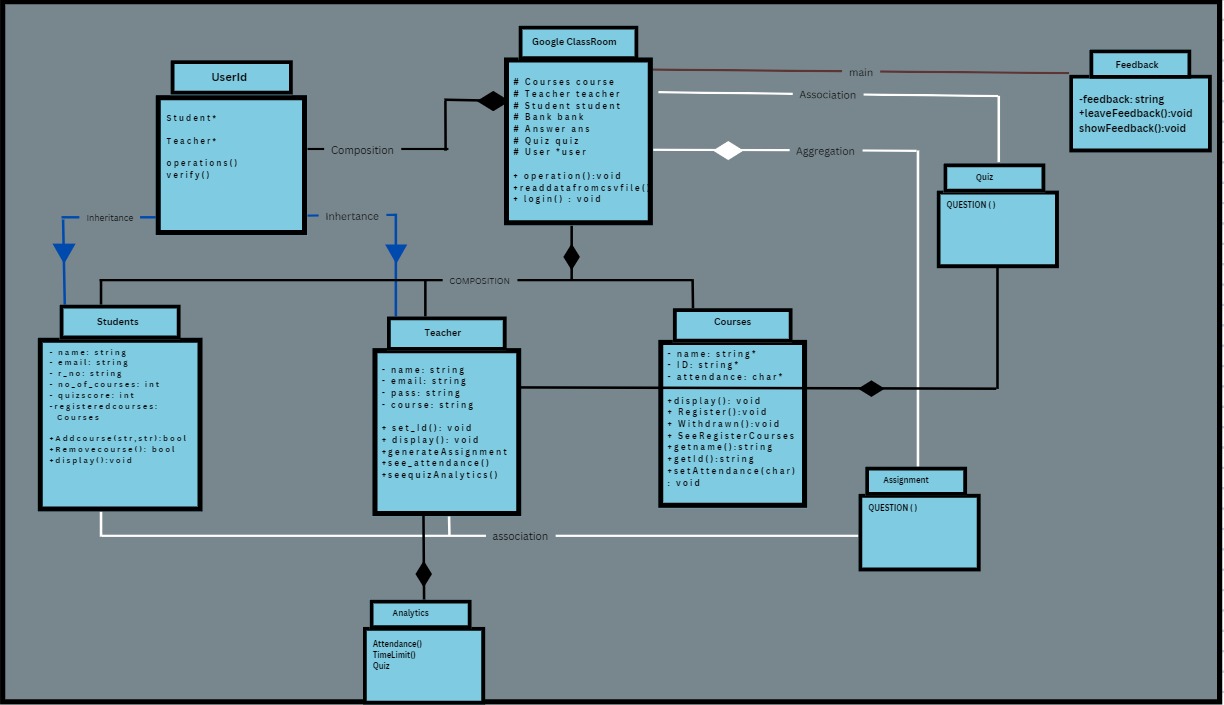 Google ClassRoom
# Courses course
# Teacher teacher
# Student student
# Bank bank
# Answer ans
# Quiz quiz
# User *user
+ operation():void
+readdatafromcsvfile()
+ login() : void
UserId
Student*
Teacher*
operations()
verify()
Composition
main
Association
Aggregation
Feedback
-feedback: string
+leaveFeedback():void
showFeedback():void
Quiz
QUESTION ( )
Inheritance
Inhertance
COMPOSITION
Students
- name: string
- email: string
- r_no: string
- no_of_courses: int
- quizscore: int
-registeredcourses:
Courses
+Addcourse(str,str):bool
+Removecourse(): bool
+display():void
Teacher
- name: string
- email: string
- pass: string
- course: string
+ set_Id(): void
+ display(): void
+generateAssignment
+see_attendance()
+seequizAnalytics()
Courses
- name: string*
- ID: string*
- attendance: char*
+display(): void
+ Register():void
+ Withdrawn():void
+ SeeRegisterCourses
+getname():string
+getId():string
+setAttendance(char)
: void
Assignment
QUESTION ( )
association
Analytics
Attendance()
TimeLimit()
Quiz